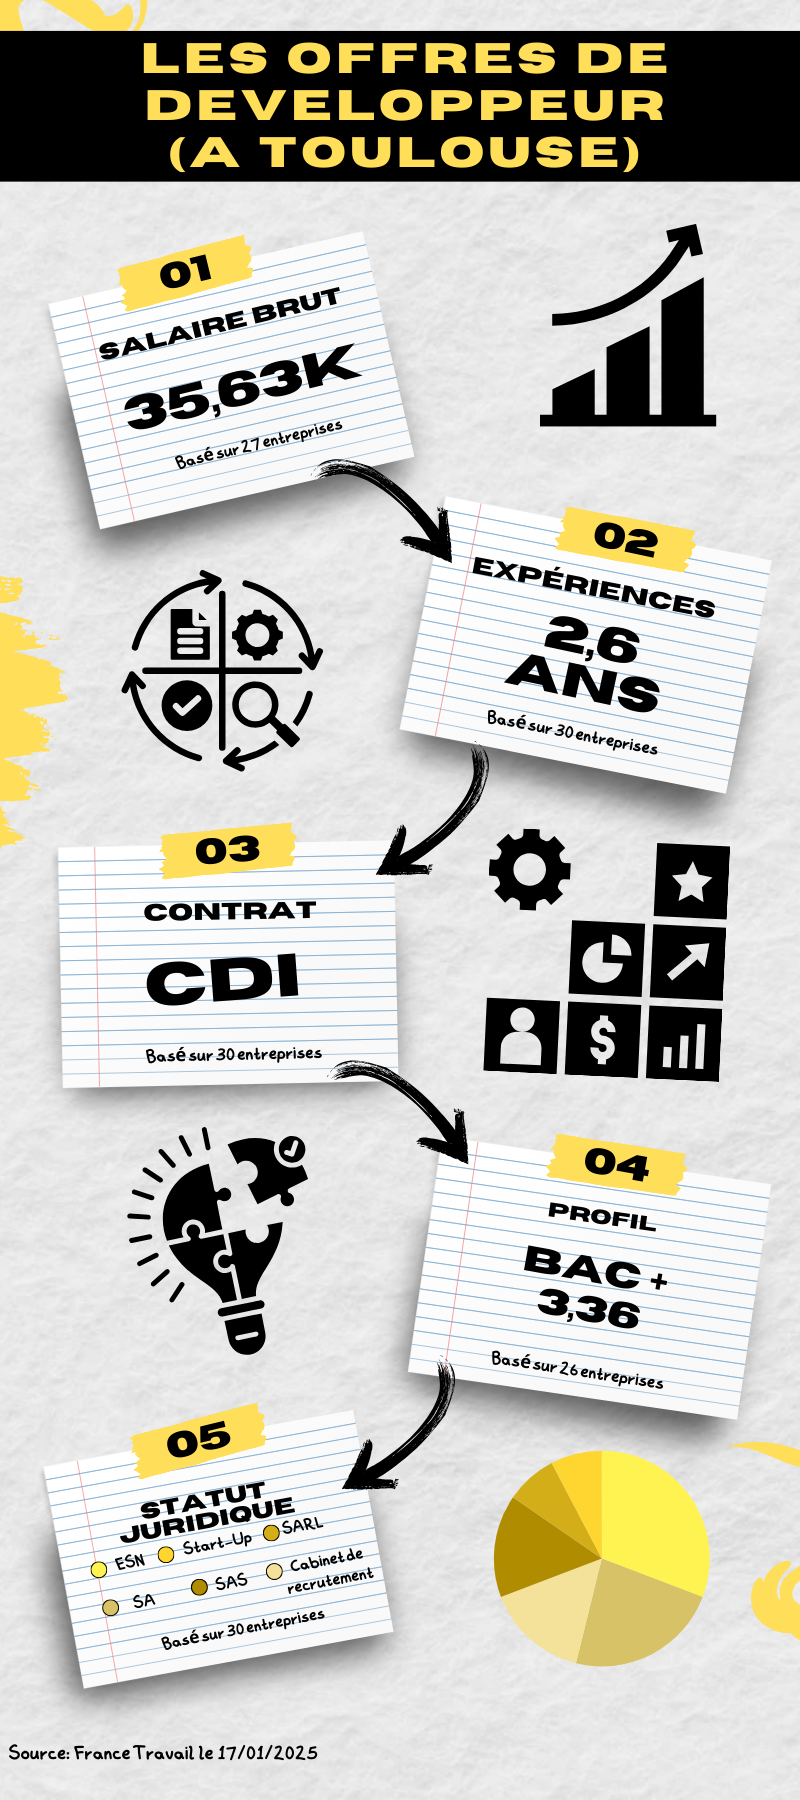 LES OFFRES DE
DEVELOPPEUR
(A TOULOUSE)
01
SALAIRE BRUT
35,63K
Basé sur 27 entreprises
02
EXPÉRIENCES
2,6
ANS
Basé sur 30 entreprises
03
CONTRAT
CDI
Basé sur 30 entreprises
04
PROFIL
BAC +
3,36
Basé sur 26 entreprises
05
STATUT
JURIDIQUE
ESN Start-Up SARL
SA SAS Cabinet de
recrutement
Basé sur 30 entreprises
Source: France Travail le 17/01/2025